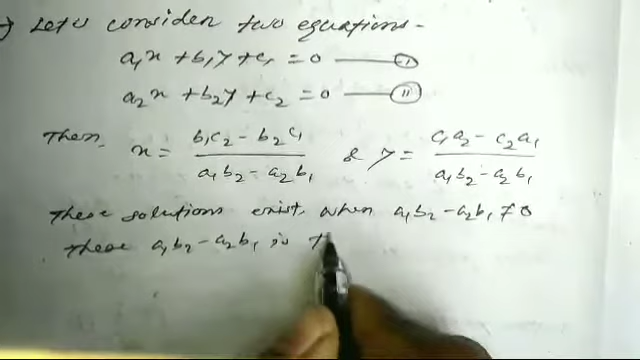 → Let us consider two equations -
a₁x + b₁y + c₁ = 0 —— (i)
a₂x + b₂y + c₂ = 0 —— (ii)
Then, x = (b₁c₂ - b₂c₁)/(a₁b₂ - a₂b₁) & y = (c₁a₂ - c₂a₁)/(a₁b₂ - a₂b₁)
These solutions exist, when a₁b₂ - a₂b₁ ≠ 0
These a₁b₂ - a₂b₁ is